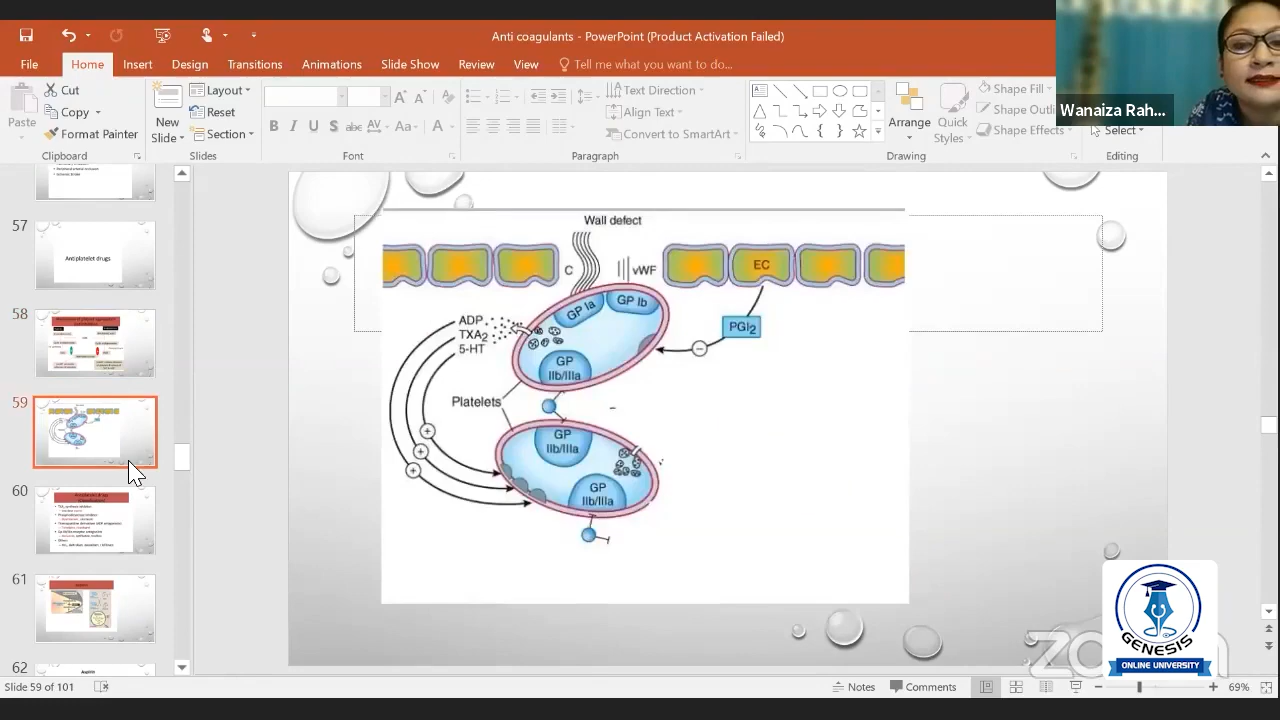 Anti coagulants - PowerPoint (Product Activation Failed)
File Home Insert Design Transitions Animations Slide Show Review View Tell me what you want to do...
Wanaiza Rah...
Paste
Cut
Copy
Format Painter
Clipboard
New
Slide
Layout
Reset
Section
Slides
Font
Text Direction
Align Text
Convert to SmartArt
Paragraph
Arrange
Quick
Styles
Shape Fill
Shape Outli
Shape Effects
Drawing
Select
Editing
57
Antiplatelet drugs
58
59
60
61
62
Aspirin
Wall defect
C
vWF
EC
GP Ia
GP Ib
ADP
TXA2
5-HT
PGI2
GP
IIb/IIIa
Platelets
GP
IIb/IIIa
GP
IIb/IIIa
zoom
GENESIS
ONLINE UNIVERSITY
Slide 59 of 101
Notes
Comments
69%